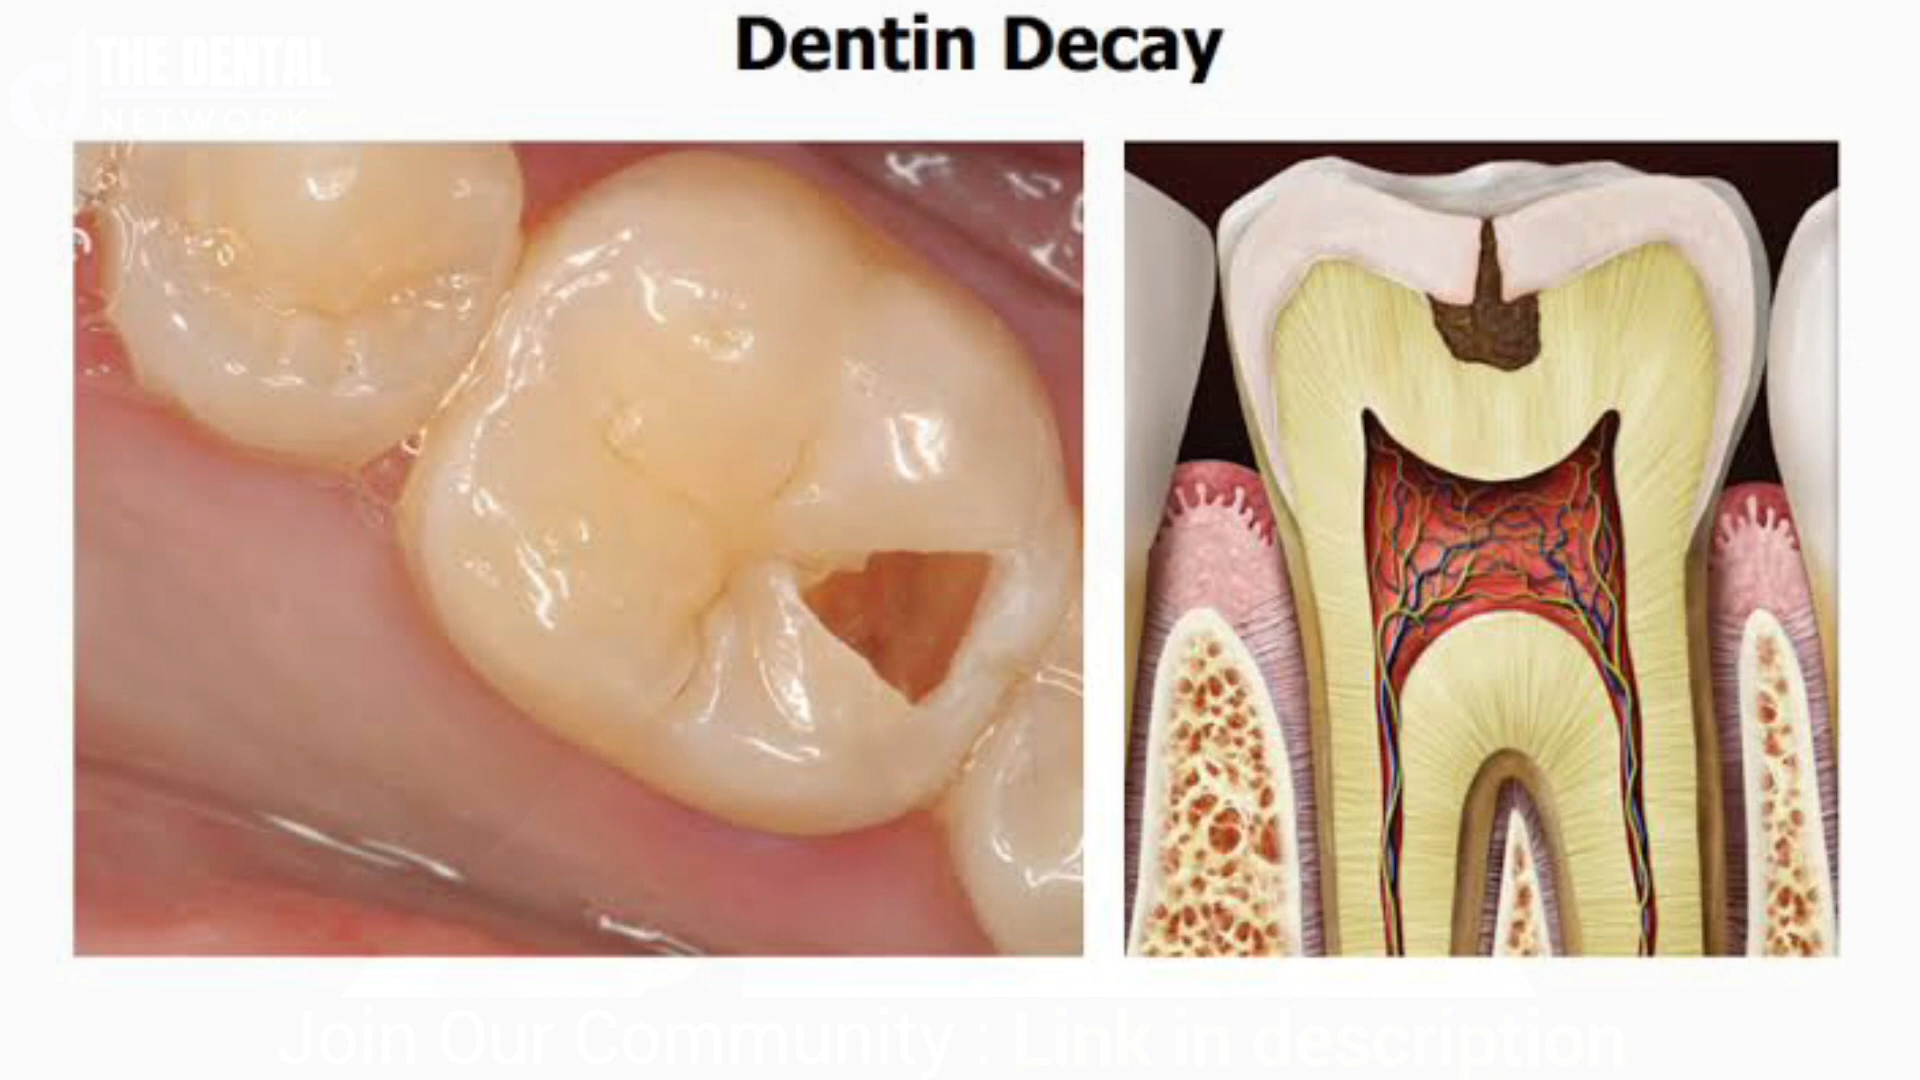 Dentin Decay
THE DENTAL
NETWORK
Join Our Community : Link in description